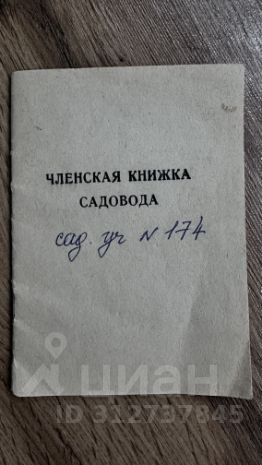 ЧЛЕНСКАЯ КНИЖКА
САДОВОДА
сад. уч N 174
циан
ID 312737845